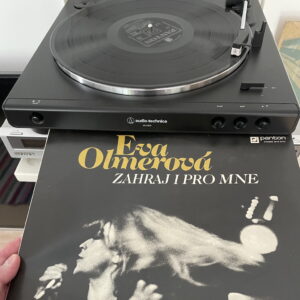 audio-technica
Eva
Olmerová
ZAHRAJ I PRO MNE
panton